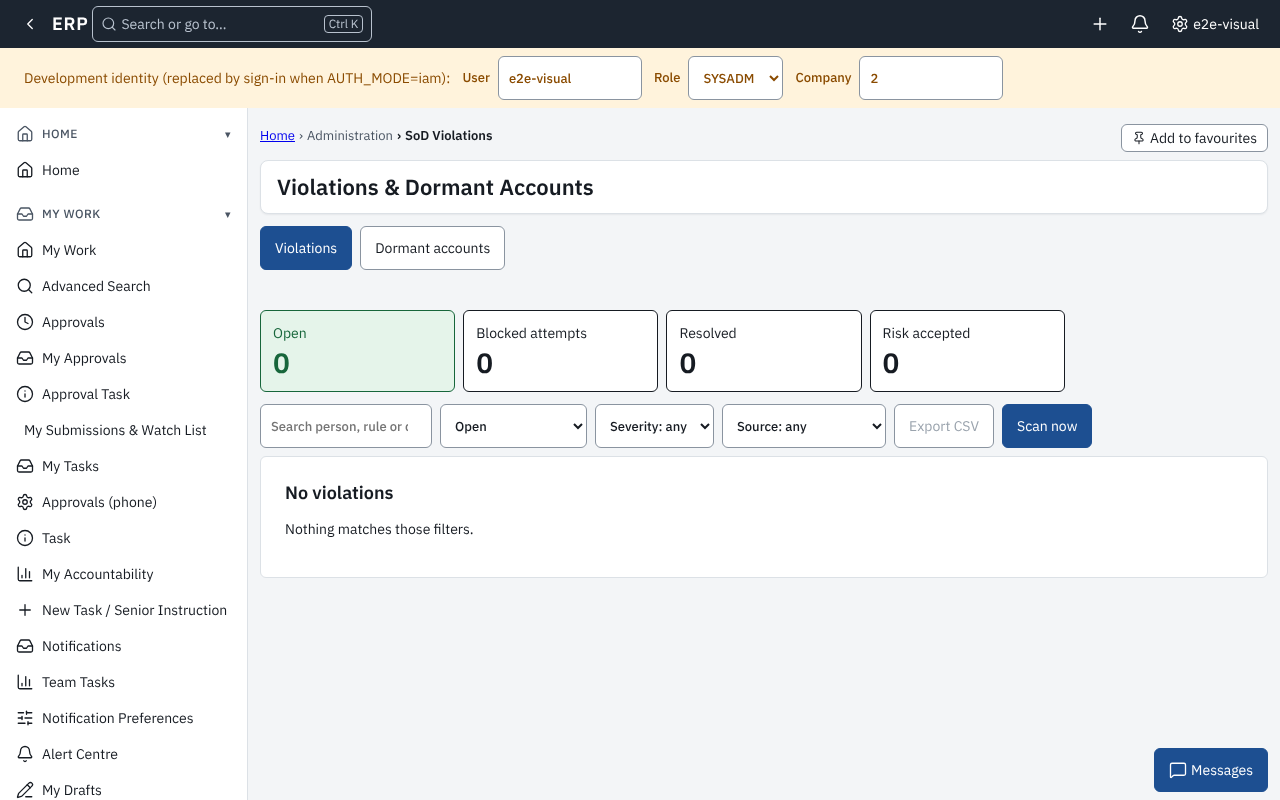 ERP
Search or go to...
Ctrl K
e2e-visual
Development identity (replaced by sign-in when AUTH_MODE=iam): User e2e-visual Role SYSADM Company 2
HOME
Home
MY WORK
My Work
Advanced Search
Approvals
My Approvals
Approval Task
My Submissions & Watch List
My Tasks
Approvals (phone)
Task
My Accountability
New Task / Senior Instruction
Notifications
Team Tasks
Notification Preferences
Alert Centre
My Drafts
Home › Administration › SoD Violations
Add to favourites
Violations & Dormant Accounts
Violations
Dormant accounts
Open
0
Blocked attempts
0
Resolved
0
Risk accepted
0
Search person, rule or
Open
Severity: any
Source: any
Export CSV
Scan now
No violations
Nothing matches those filters.
Messages